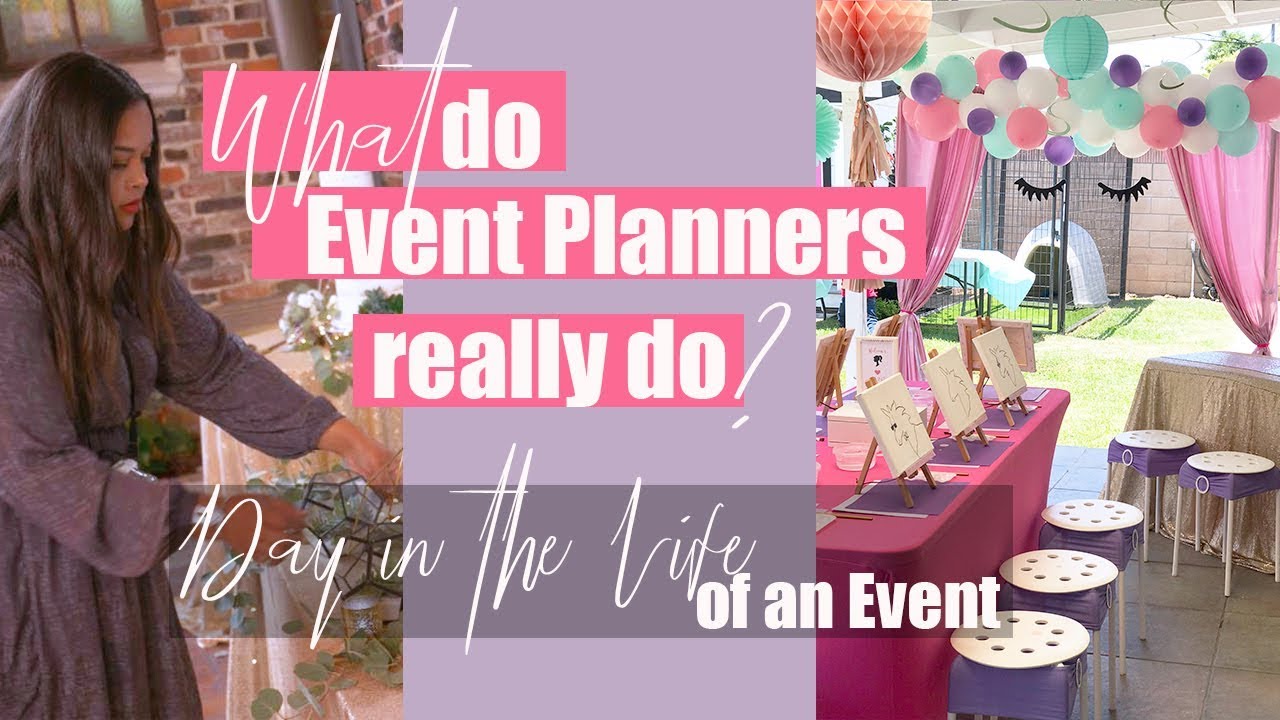 What do
Event Planners
really do?
Day in the Life
of an Event